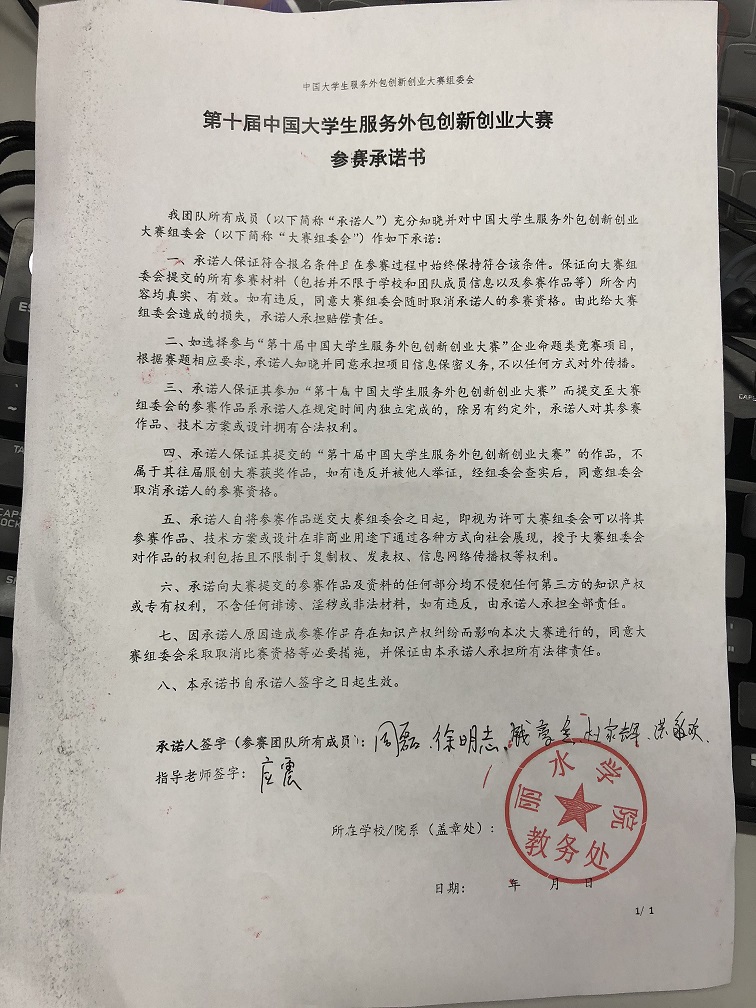 中国大学生服务外包创新创业大赛组委会
第十届中国大学生服务外包创新创业大赛
参赛承诺书
我团队所有成员（以下简称“承诺人”）充分知晓并对中国大学生服务外包创新创业
大赛组委会（以下简称“大赛组委会”）作如下承诺：
一、承诺人保证符合报名条件且在参赛过程中始终保持符合该条件。保证向大赛组
委会提交的所有参赛材料（包括并不限于学校和团队成员信息以及参赛作品等）所含内
容均真实、有效。如有违反，同意大赛组委会随时取消承诺人的参赛资格。由此给大赛
组委会造成的损失，承诺人承担赔偿责任。
二、如选择参与“第十届中国大学生服务外包创新创业大赛”企业命题类竞赛项目，
根据赛题相应要求，承诺人知晓并同意承担项目信息保密义务，不以任何方式对外传播。
三、承诺人保证其参加“第十届中国大学生服务外包创新创业大赛”而提交至大赛
组委会的参赛作品系承诺人在规定时间内独立完成的，除另有约定外，承诺人对其参赛
作品、技术方案或设计拥有合法权利。
四、承诺人保证其提交的“第十届中国大学生服务外包创新创业大赛”的作品，不
属于其往届服创大赛获奖作品，如有违反并被他人举证，经组委会查实后，同意组委会
取消承诺人的参赛资格。
五、承诺人自将参赛作品送交大赛组委会之日起，即视为许可大赛组委会可以将其
参赛作品、技术方案或设计在非商业用途下通过各种方式向社会展现，授予大赛组委会
对作品的权利包括且不限制于复制权、发表权、信息网络传播权等权利。
六、承诺向大赛提交的参赛作品及资料的任何部分均不侵犯任何第三方的知识产权
或专有权利，不含任何诽谤、淫秽或非法材料，如有违反，由承诺人承担全部责任。
七、因承诺人原因造成参赛作品存在知识产权纠纷而影响本次大赛进行的，同意大
赛组委会采取取消比赛资格等必要措施，并保证由本承诺人承担所有法律责任。
八、本承诺书自承诺人签字之日起生效。
承诺人签字（参赛团队所有成员）：周磊 徐明志
指导老师签字：应震
丽水学院
所在学校/院系（盖章处）：
教务处
日期： 年 月 日
1/ 1